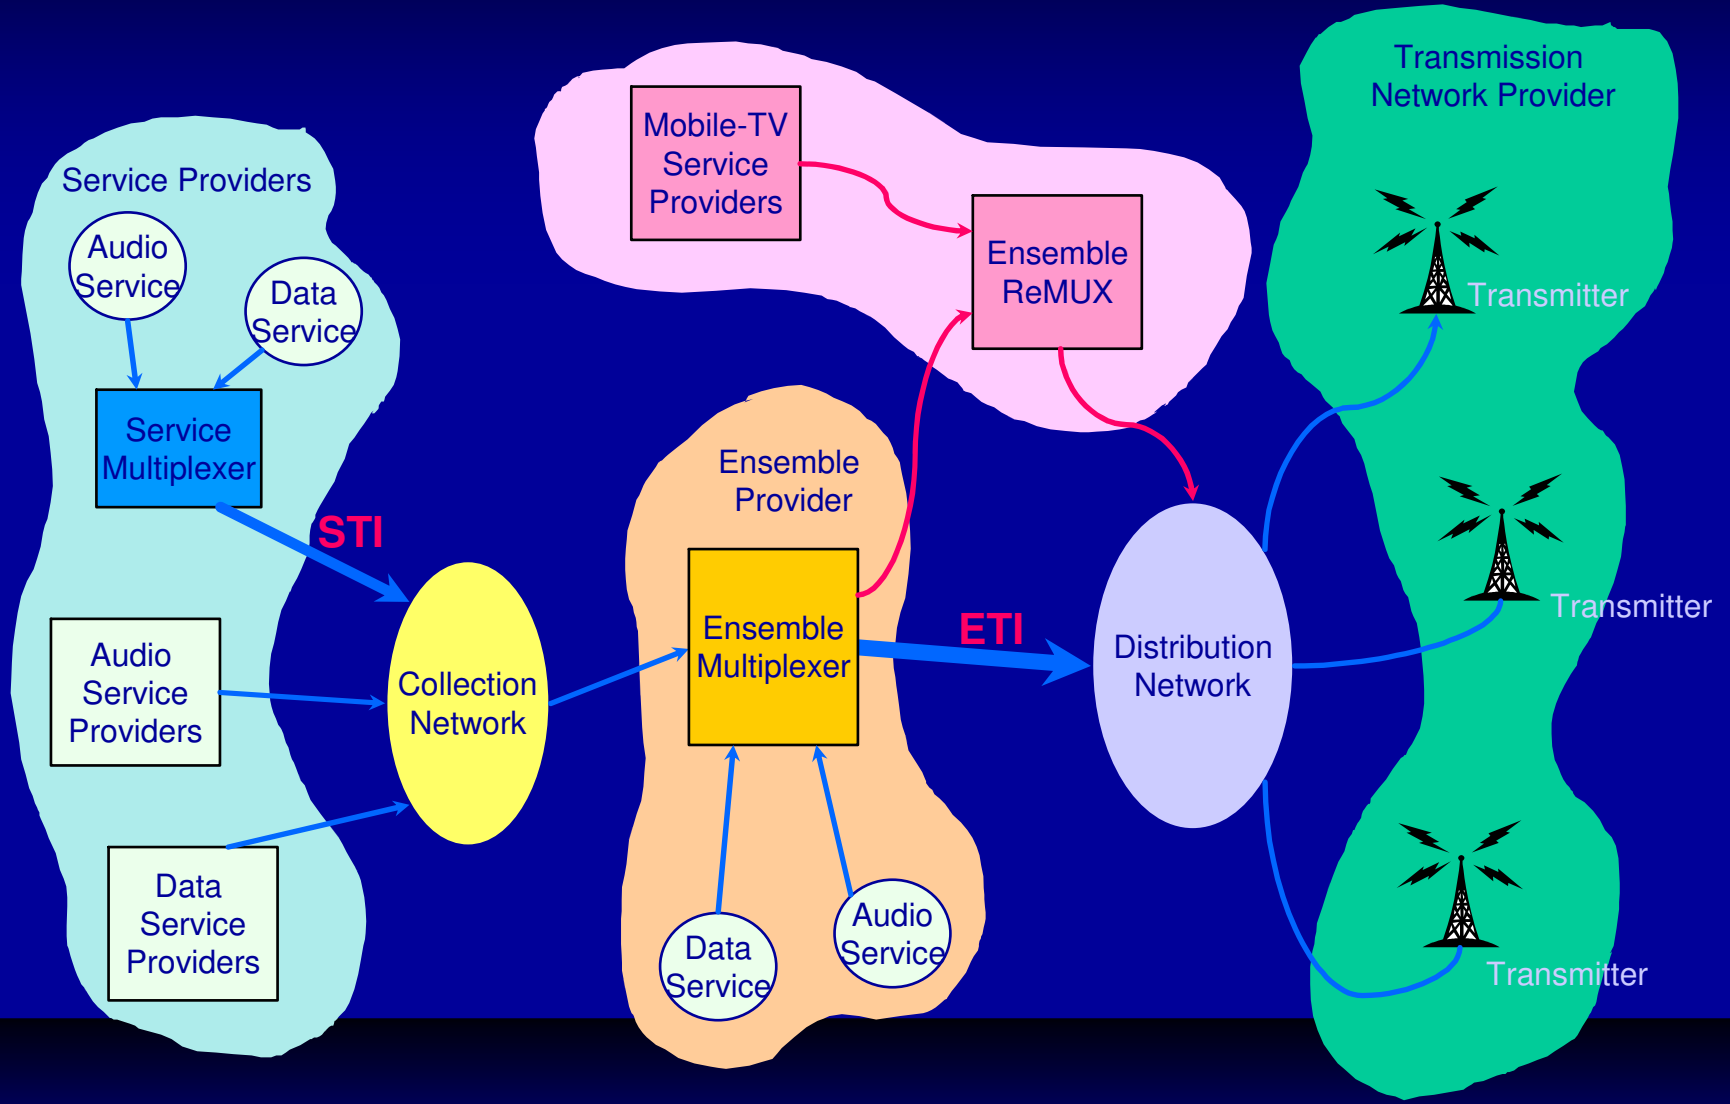 Service Providers
Audio
Service
Data
Service
Service
Multiplexer
STI
Audio
Service
Providers
Data
Service
Providers
Collection
Network
Mobile-TV
Service
Providers
Ensemble
ReMUX
Ensemble
Provider
Ensemble
Multiplexer
Data
Service
Audio
Service
ETI
Distribution
Network
Transmission
Network Provider
Transmitter
Transmitter
Transmitter